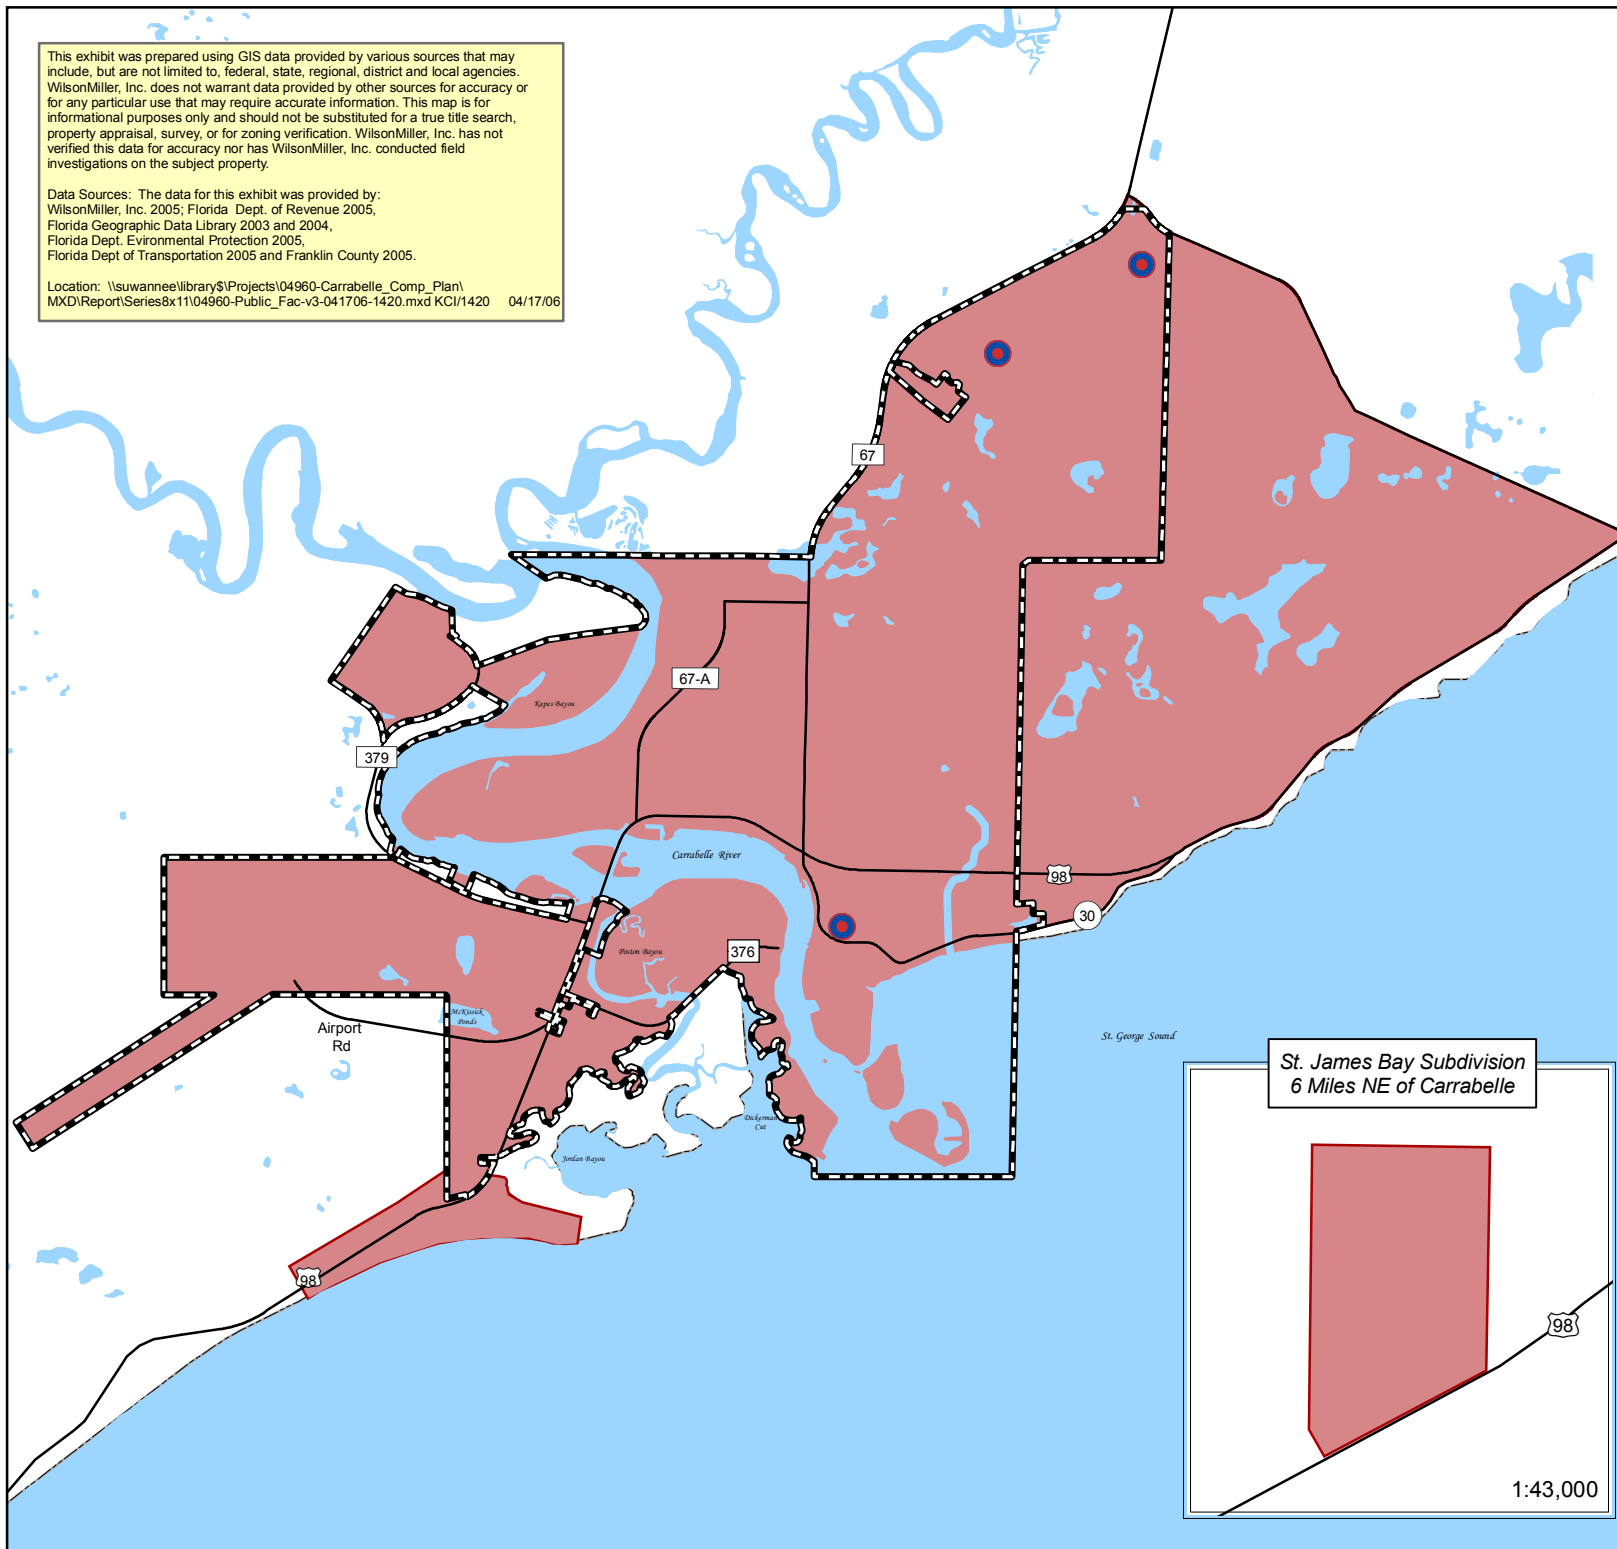 This exhibit was prepared using GIS data provided by various sources that may
include, but are not limited to, federal, state, regional, district and local agencies.
WilsonMiller, Inc. does not warrant data provided by other sources for accuracy or
for any particular use that may require accurate information. This map is for
informational purposes only and should not be substituted for a true title search,
property appraisal, survey, or for zoning verification. WilsonMiller, Inc. has not
verified this data for accuracy nor has WilsonMiller, Inc. conducted field
investigations on the subject property.
Data Sources: The data for this exhibit was provided by:
WilsonMiller, Inc. 2005; Florida Dept. of Revenue 2005,
Florida Geographic Data Library 2003 and 2004,
Florida Dept. Evironmental Protection 2005,
Florida Dept of Transportation 2005 and Franklin County 2005.
Location: \\suwannee\library$\Projects\04960-Carrabelle_Comp_Plan\
MXD\Report\Series8x11\04960-Public_Fac-v3-041706-1420.mxd KCI/1420 04/17/06
67
67-A
Kapes Bayou
379
Carrabelle River
98
30
Poston Bayou
376
McKissick
Ponds
Airport
Rd
St. George Sound
Dickerman
Cut
Jordan Bayou
98
St. James Bay Subdivision
6 Miles NE of Carrabelle
98
1:43,000